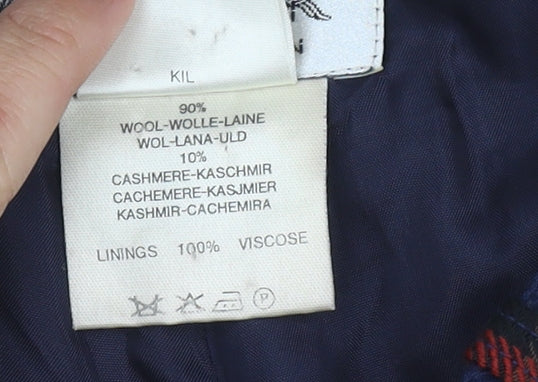 KIL
90%
WOOL-WOLLE-LAINE
WOL-LANA-ULD
10%
CASHMERE-KASCHMIR
CACHEMERE-KASJMIER
KASHMIR-CACHEMIRA
LININGS 100% VISCOSE
P